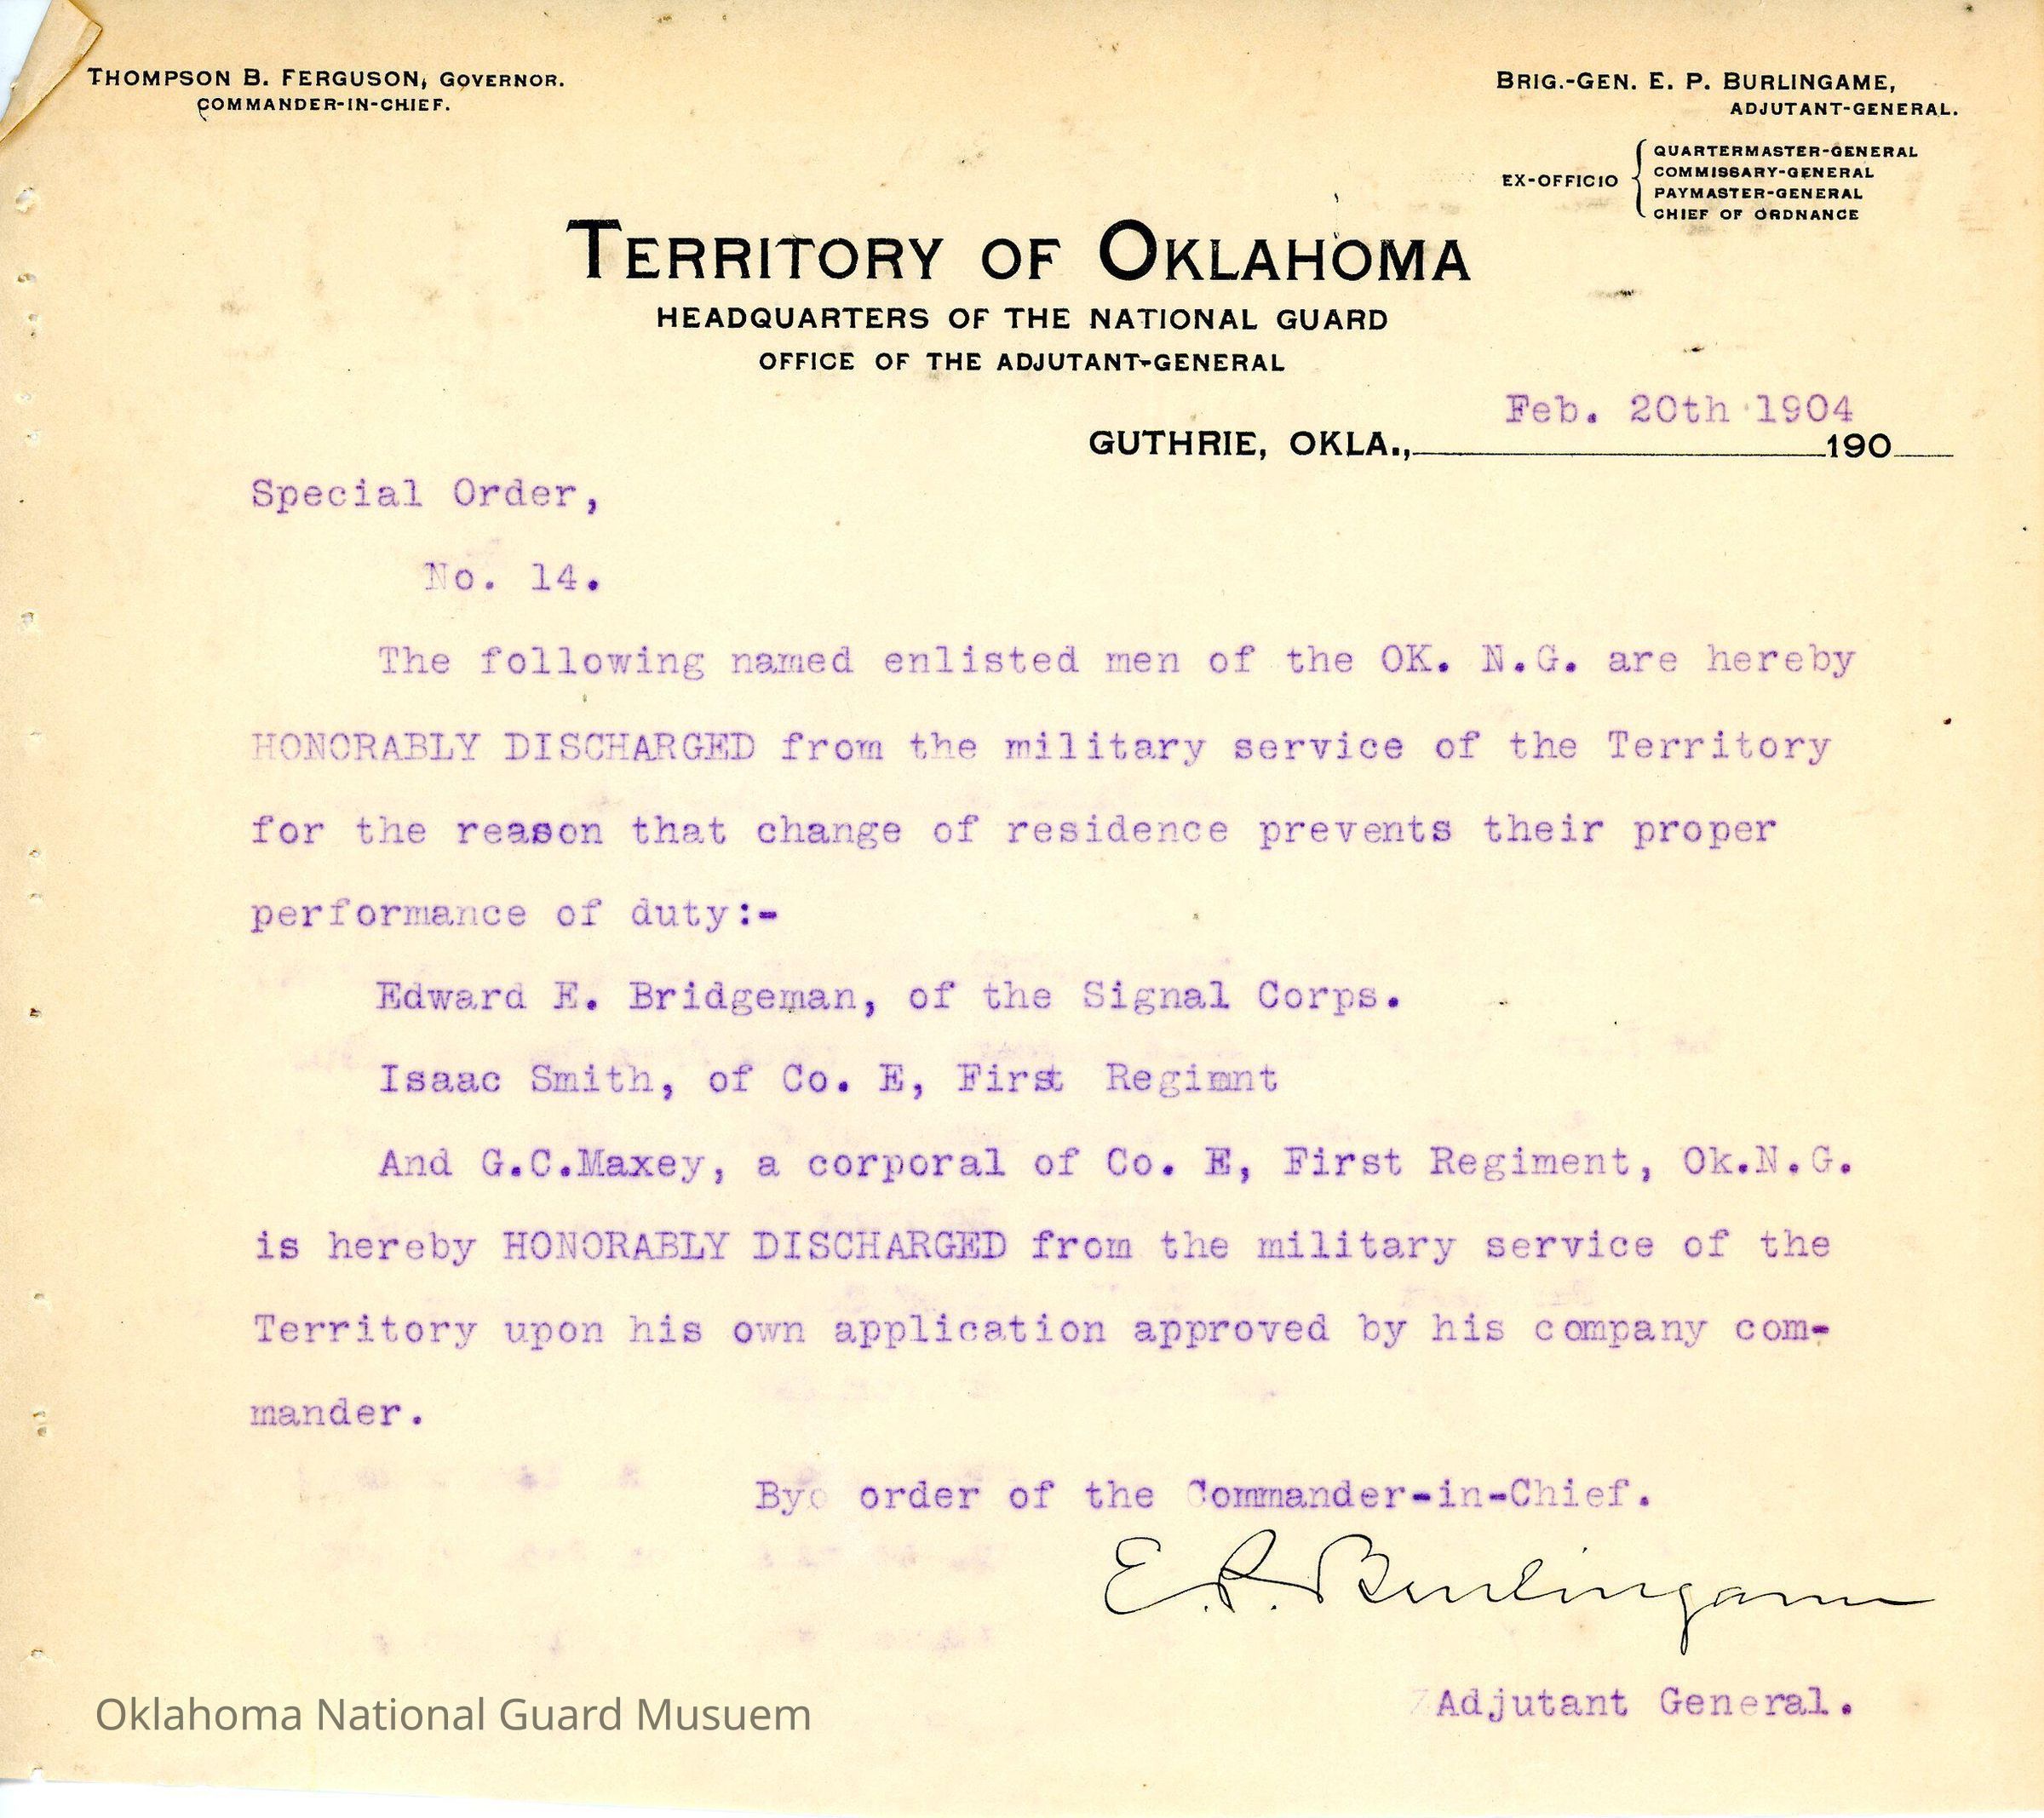 THOMPSON B. FERGUSON, GOVERNOR.
COMMANDER-IN-CHIEF.
BRIG.-GEN. E. P. BURLINGAME,
ADJUTANT-GENERAL.
EX-OFFICIO { QUARTERMASTER-GENERAL
COMMISSARY-GENERAL
PAYMASTER-GENERAL
CHIEF OF ORDNANCE
TERRITORY OF OKLAHOMA
HEADQUARTERS OF THE NATIONAL GUARD
OFFICE OF THE ADJUTANT-GENERAL
Feb. 20th 1904
GUTHRIE, OKLA., 190
Special Order,
No. 14.
The following named enlisted men of the OK. N.G. are hereby
HONORABLY DISCHARGED from the military service of the Territory
for the reason that change of residence prevents their proper
performance of duty:-
Edward E. Bridgeman, of the Signal Corps.
Isaac Smith, of Co. E, First Regimnt
And G.C.Maxey, a corporal of Co. E, First Regiment, Ok.N.G.
is hereby HONORABLY DISCHARGED from the military service of the
Territory upon his own application approved by his company com-
mander.
By order of the Commander-in-Chief.
E. P. Burlingame
Adjutant General.
Oklahoma National Guard Musuem